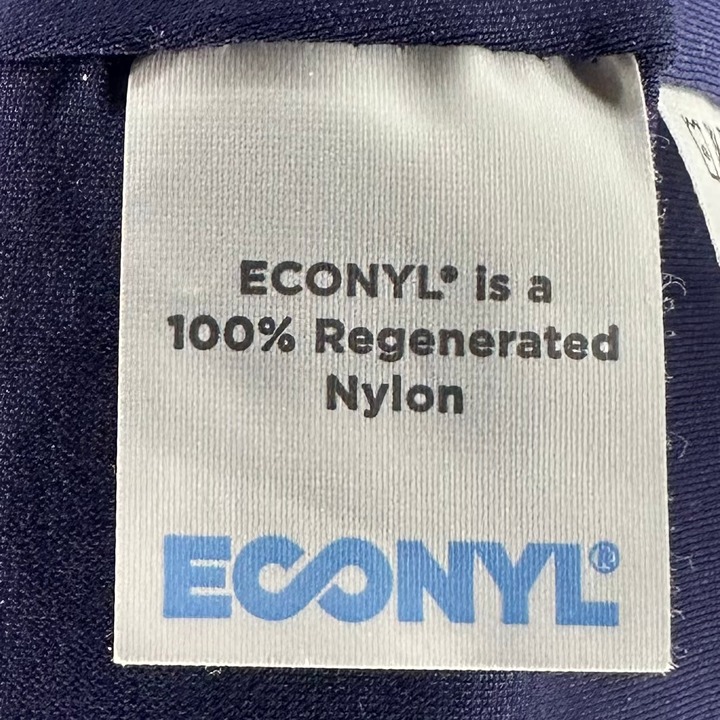 ECONYL® is a
100% Regenerated
Nylon
ECONYL®